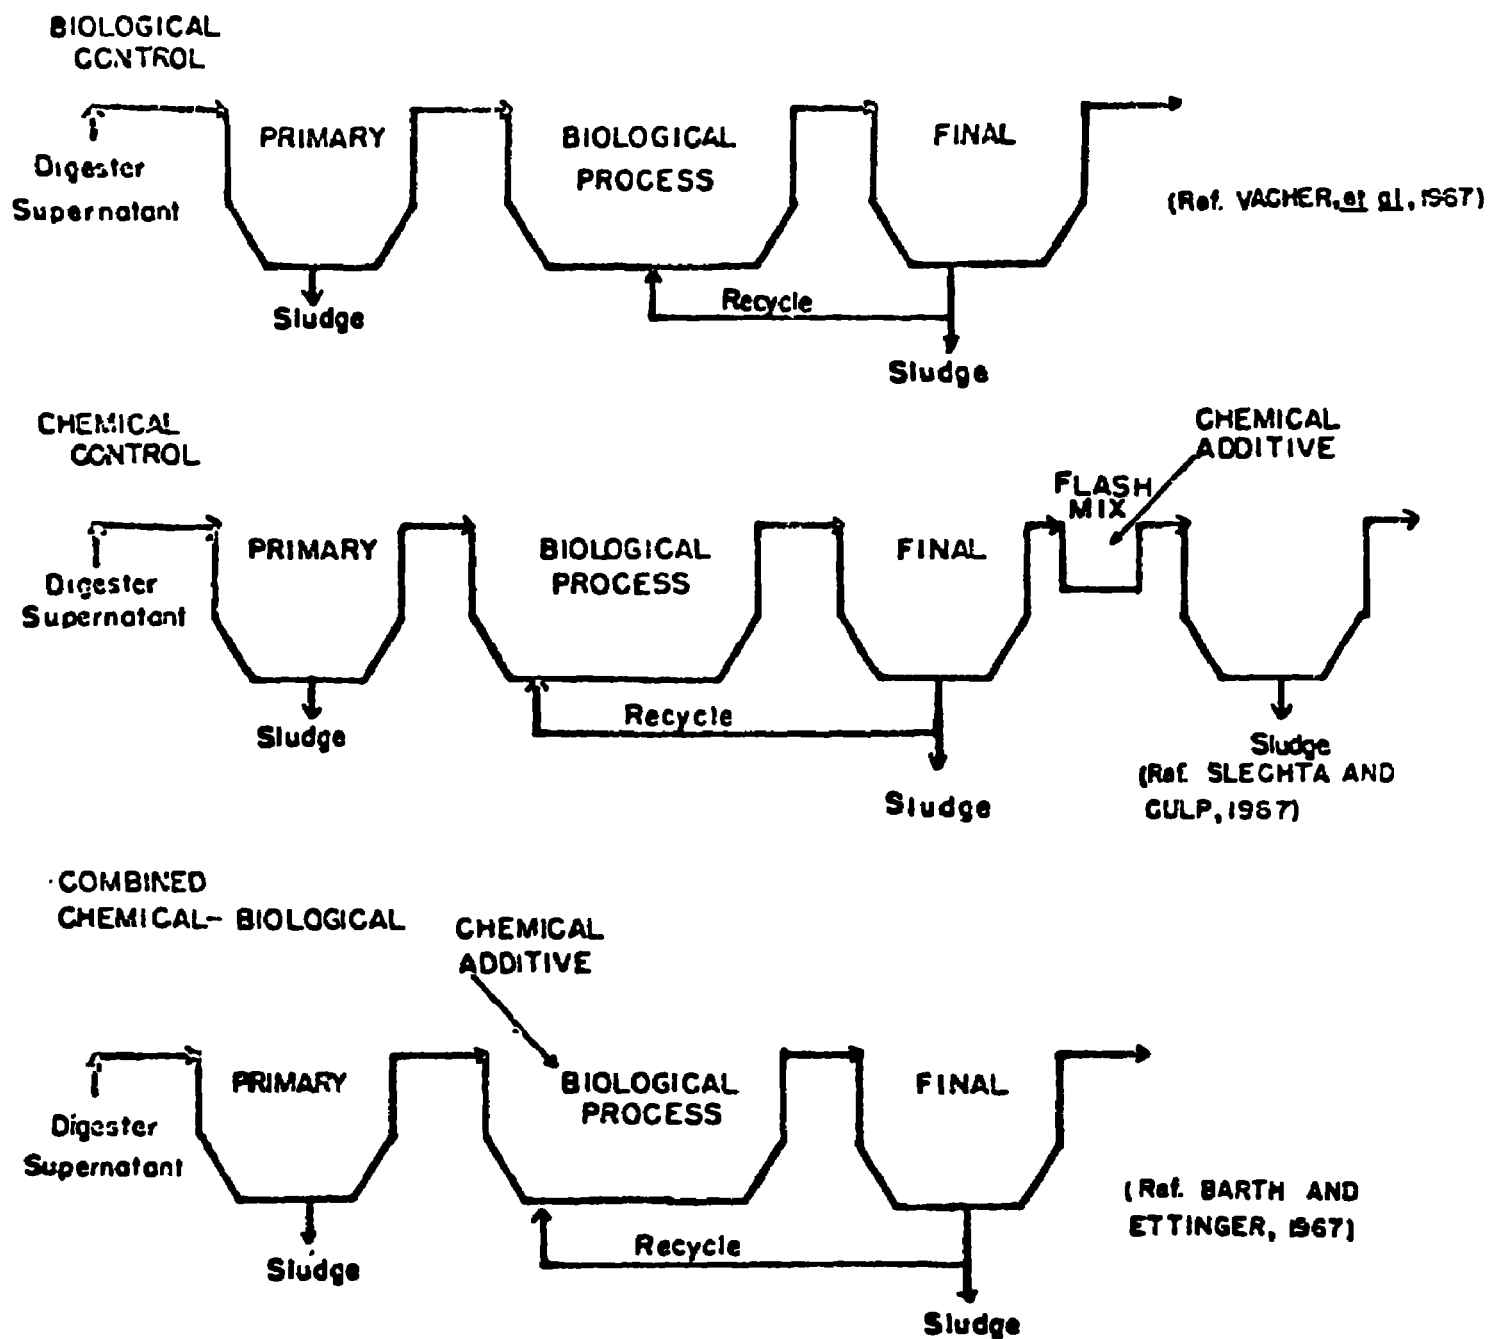 BIOLOGICAL
CONTROL
PRIMARY
BIOLOGICAL
PROCESS
FINAL
Digester
Supernatant
(Ref. VACHER, et al, 1967)
Recycle
Sludge
Sludge
CHEMICAL
CONTROL
CHEMICAL
ADDITIVE
FLASH
MIX
PRIMARY
BIOLOGICAL
PROCESS
FINAL
Digester
Supernatant
Recycle
Sludge
Sludge
Sludge
(Ref. SLECHTA AND
CULP, 1967)
COMBINED
CHEMICAL- BIOLOGICAL
CHEMICAL
ADDITIVE
PRIMARY
BIOLOGICAL
PROCESS
FINAL
Digester
Supernatant
(Ref. BARTH AND
ETTINGER, 1967)
Recycle
Sludge
Sludge